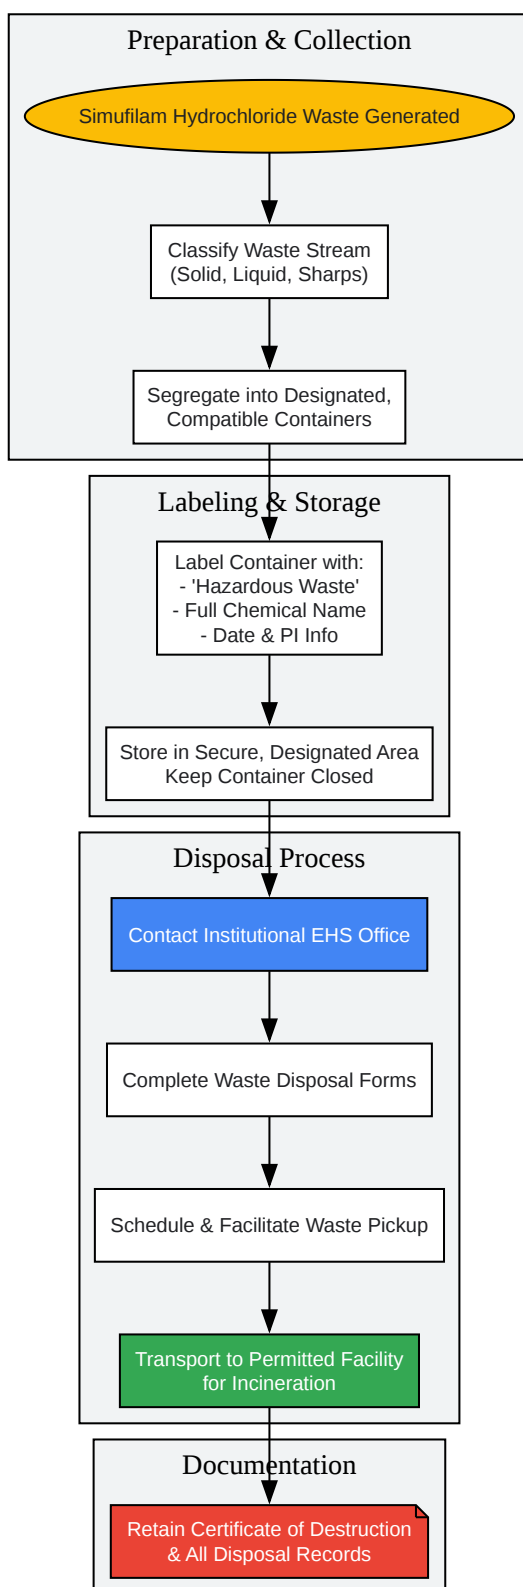 Preparation & Collection
Simufilam Hydrochloride Waste Generated
Classify Waste Stream
(Solid, Liquid, Sharps)
Segregate into Designated,
Compatible Containers
Labeling & Storage
Label Container with:
- 'Hazardous Waste'
- Full Chemical Name
- Date & PI Info
Store in Secure, Designated Area
Keep Container Closed
Disposal Process
Contact Institutional EHS Office
Complete Waste Disposal Forms
Schedule & Facilitate Waste Pickup
Transport to Permitted Facility
for Incineration
Documentation
Retain Certificate of Destruction
& All Disposal Records